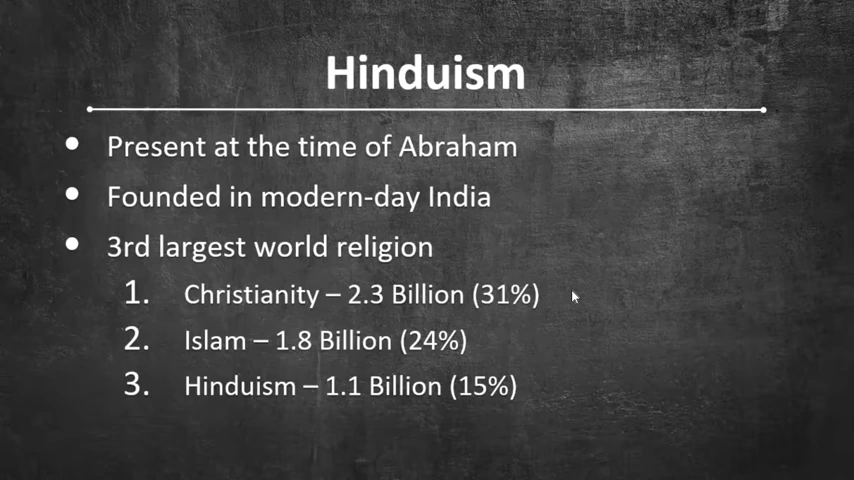 Hinduism
• Present at the time of Abraham
• Founded in modern-day India
• 3rd largest world religion
1. Christianity – 2.3 Billion (31%)
2. Islam – 1.8 Billion (24%)
3. Hinduism – 1.1 Billion (15%)